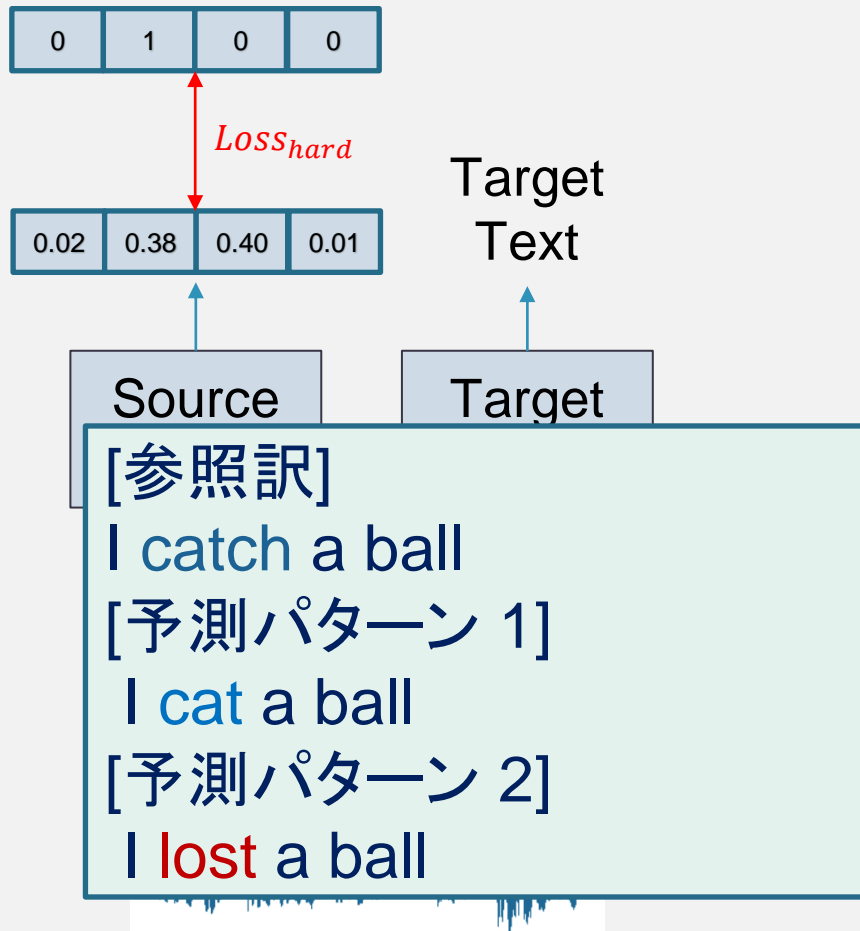 0 1 0 0
Loss_hard
0.02 0.38 0.40 0.01
Target
Text
Source
Target
[参照訳]
I catch a ball
[予測パターン 1]
I cat a ball
[予測パターン 2]
I lost a ball